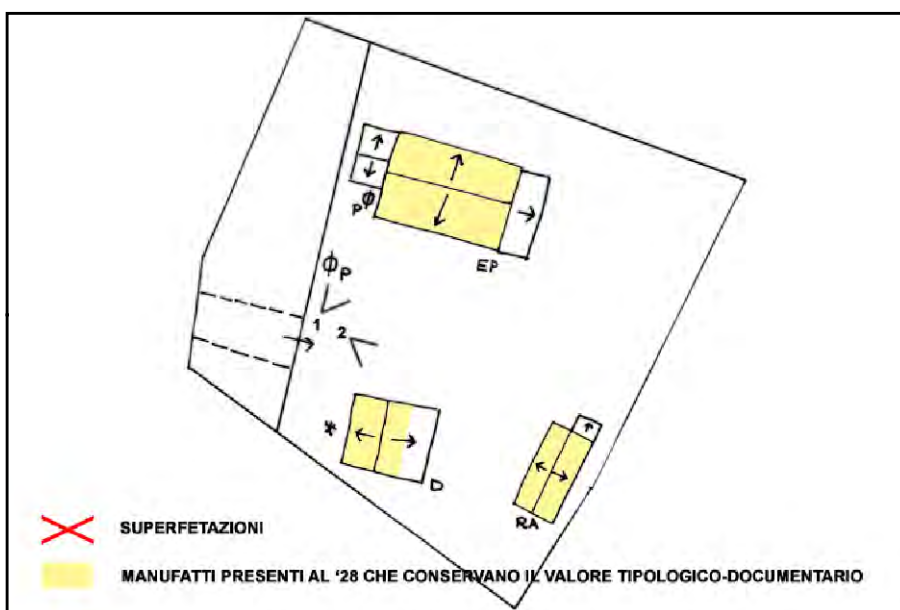 P Φ
EP
Φ P
1 2
*
D
RA
SUPERFETAZIONI
MANUFATTI PRESENTI AL '28 CHE CONSERVANO IL VALORE TIPOLOGICO-DOCUMENTARIO